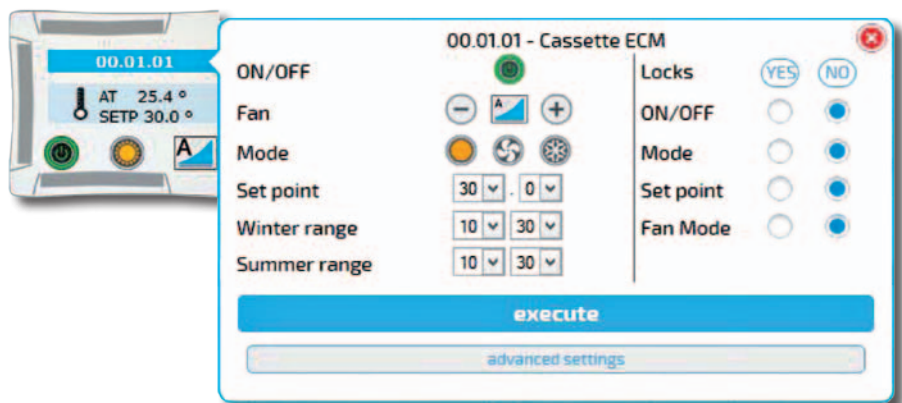 00.01.01
AT 25.4 °
SETP 30.0 °
A
00.01.01 - Cassette ECM
ON/OFF
Fan
A
Mode
Set point
30 . 0
Winter range
10 30
Summer range
10 30
Locks YES NO
ON/OFF
Mode
Set point
Fan Mode
execute
advanced settings